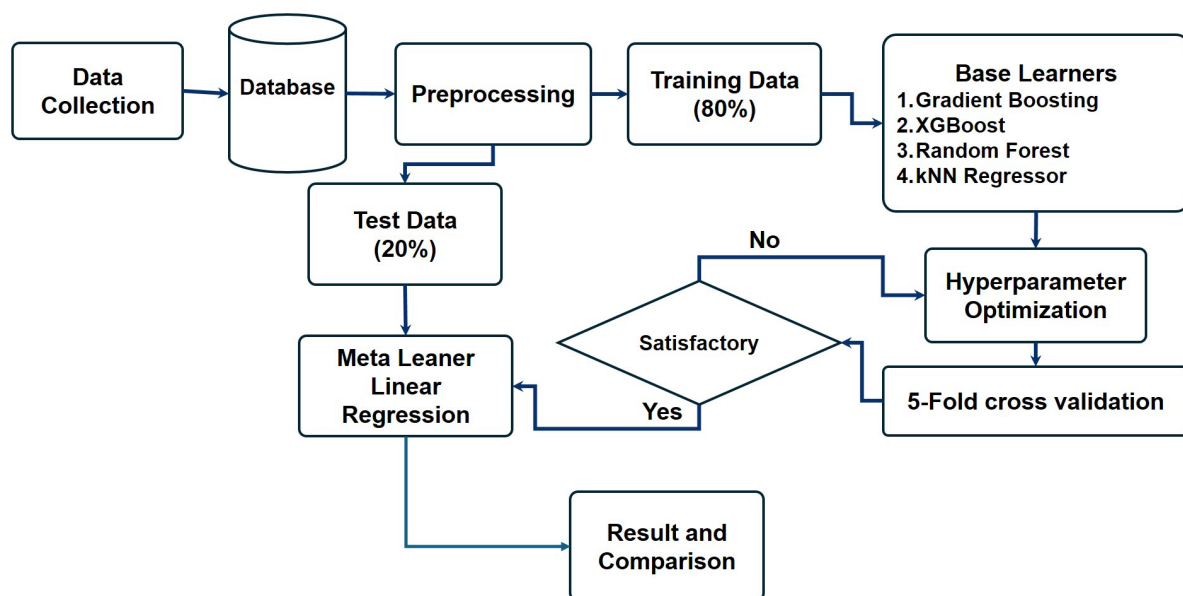 Data
Collection
Database
Preprocessing
Training Data
(80%)
Base Learners
1.Gradient Boosting
2.XGBoost
3.Random Forest
4.kNN Regressor
Test Data
(20%)
No
Hyperparameter
Optimization
Satisfactory
Meta Leaner
Linear
Regression
Yes
5-Fold cross validation
Result and
Comparison